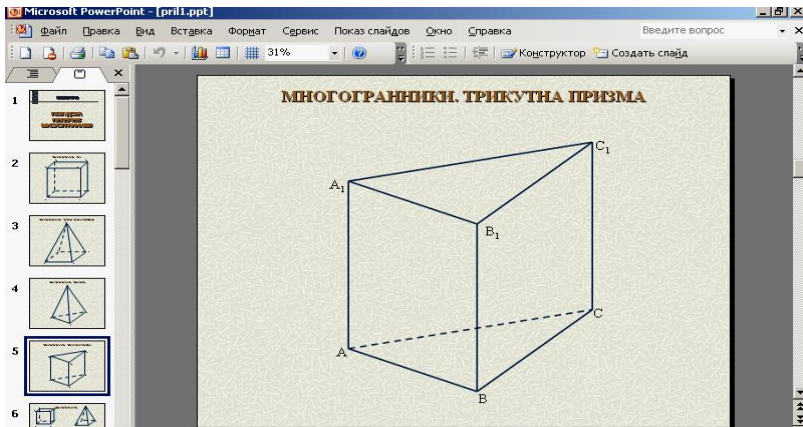 Microsoft PowerPoint - [pril1.ppt]
Файл Правка Вид Вставка Формат Сервис Показ слайдов Окно Справка Введите вопрос
31% Конструктор Создать слайд
1
2
3
4
5
6
МНОГОГРАННИКИ. ТРИКУТНА ПРИЗМА
C1
A1
B1
C
A
B